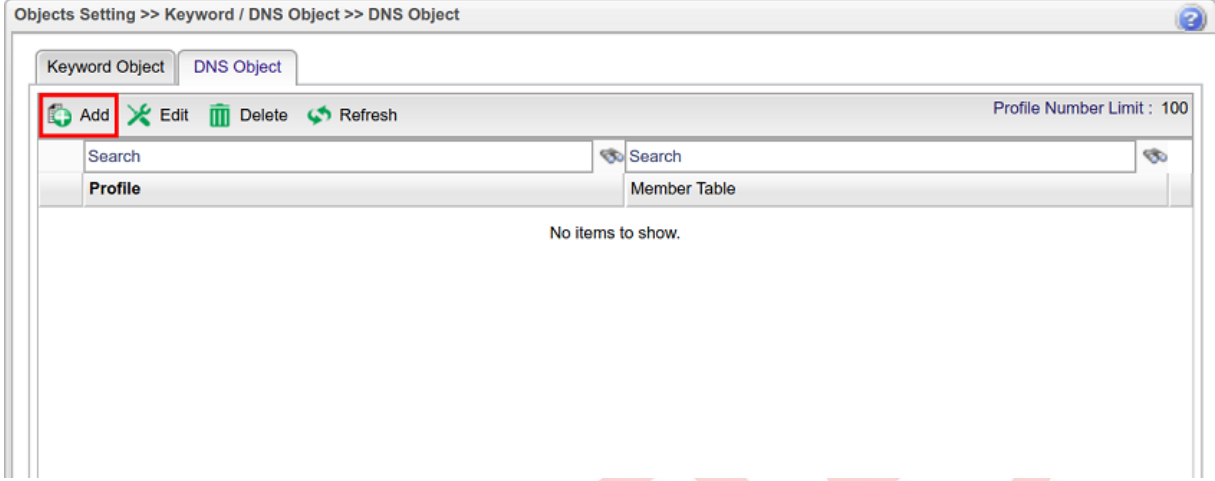 Objects Setting >> Keyword / DNS Object >> DNS Object
Keyword Object DNS Object
Add Edit Delete Refresh Profile Number Limit : 100
Search Search
Profile Member Table
No items to show.